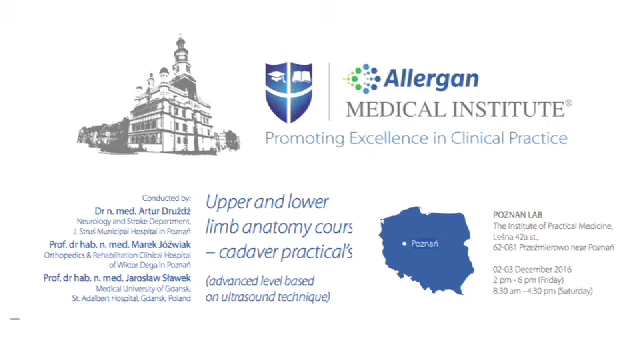 Allergan
MEDICAL INSTITUTE®
Promoting Excellence in Clinical Practice
Conducted by:
Dr n. med. Artur Drużdż
Neurology and Stroke Department,
J. Strus Municipal Hospital in Poznań
Prof. dr hab. n. med. Marek Jóźwiak
Orthopedics & Rehabilitation Clinical Hospital
of Wiktor Dega in Poznań
Prof. dr hab. n. med. Jarosław Sławek
Medical University of Gdańsk,
St. Adalbert Hospital, Gdańsk, Poland
Upper and lower
limb anatomy cours
– cadaver practical's
(advanced level based
on ultrasound technique)
Poznań
POZNAN LAB
The Institute of Practical Medicine,
Leśna 42a st.,
62-081 Przeźmierowo near Poznań
02-03 December 2016
2 pm - 6 pm (Friday)
8.30 am - 4.30 pm (Saturday)